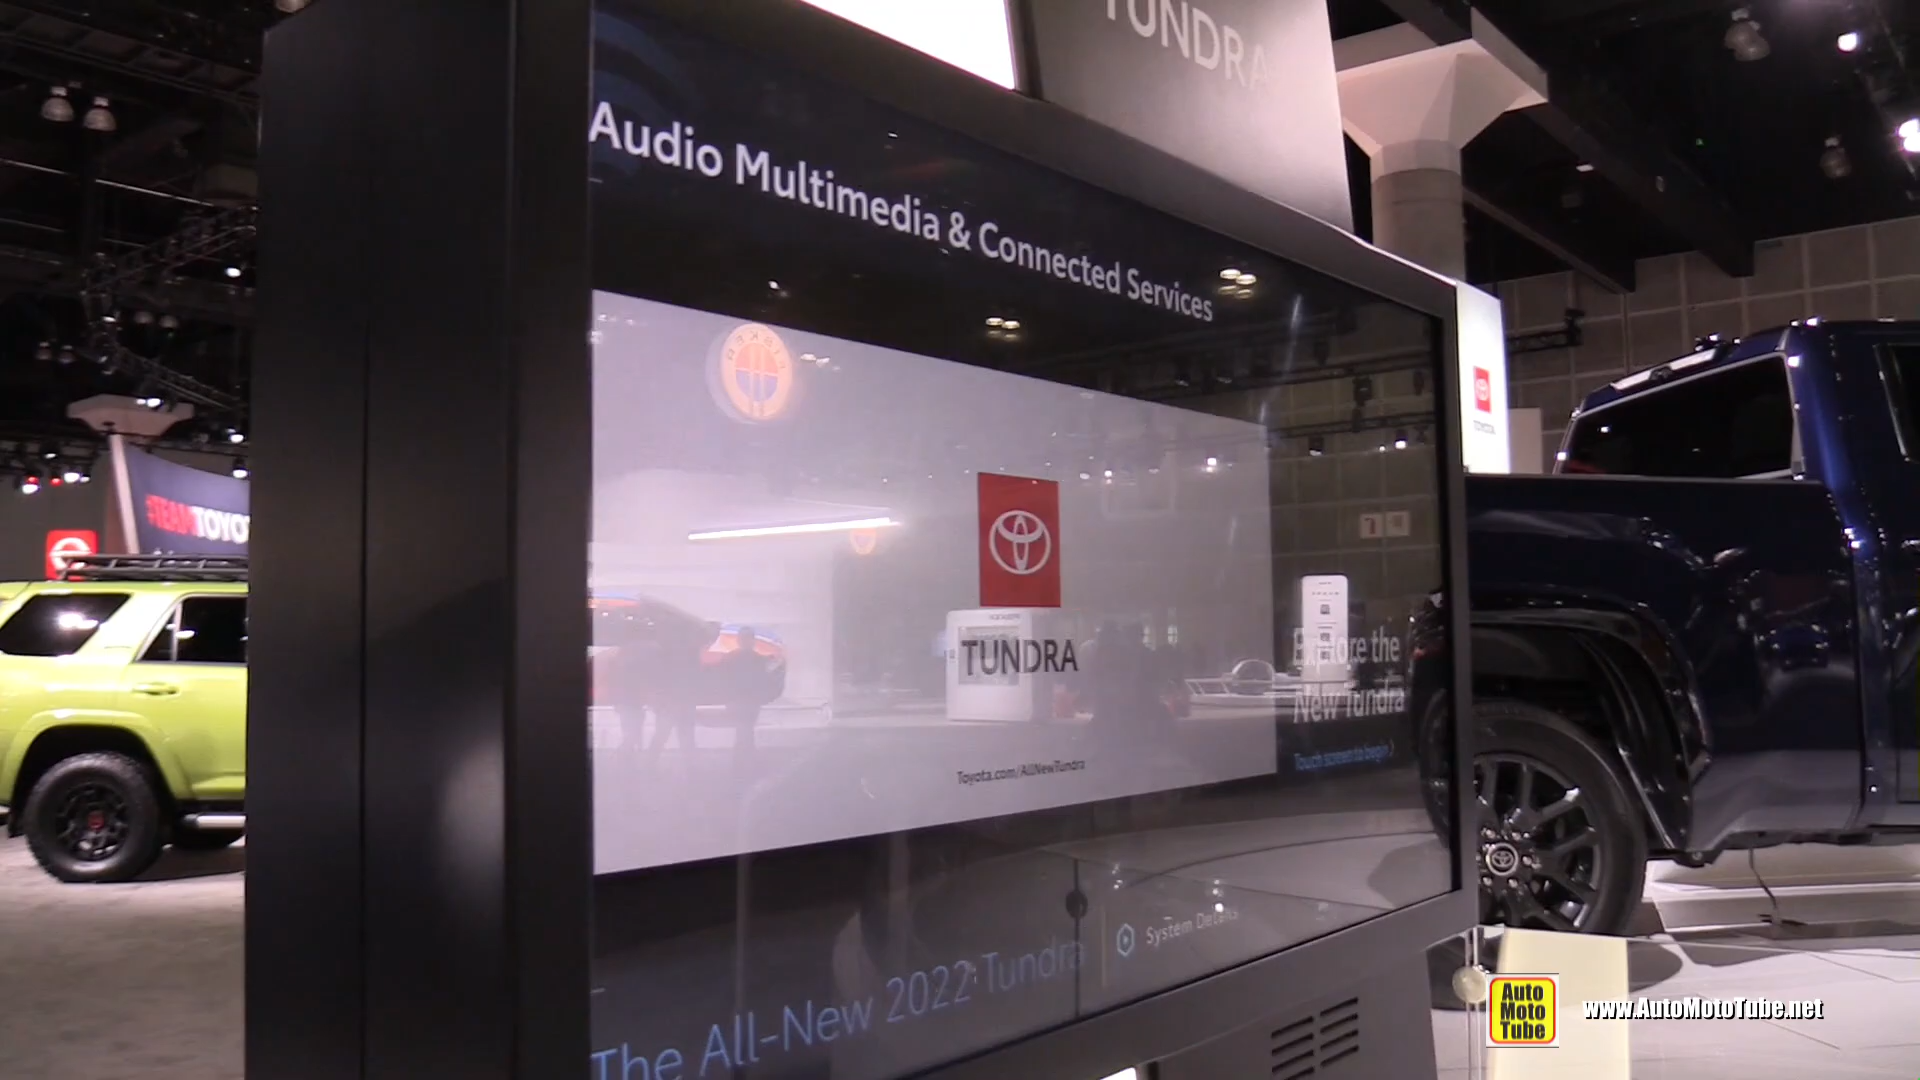 TUNDRA
Audio Multimedia & Connected Services
TOYOTA
#TEAMTOYO
TUNDRA
Explore the
New Tundra
Touch screen to begin
Toyota.com/AllNewTundra
System Details
The All-New 2022 Tundra
Auto
Moto
Tube
www.AutoMotoTube.net